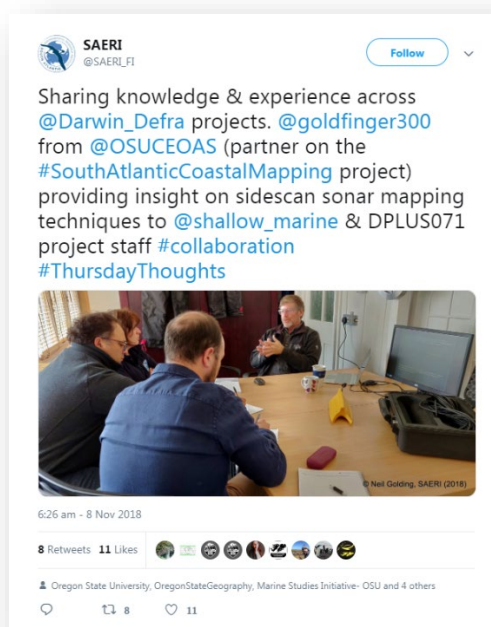 SAERI
@SAERI_FI
Follow
Sharing knowledge & experience across
@Darwin_Defra projects. @goldfinger300
from @OSUCEOAS (partner on the
#SouthAtlanticCoastalMapping project)
providing insight on sidescan sonar mapping
techniques to @shallow_marine & DPLUS071
project staff #collaboration
#ThursdayThoughts
© Neil Golding, SAERI (2018)
6:26 am - 8 Nov 2018
8 Retweets 11 Likes
Oregon State University, OregonStateGeography, Marine Studies Initiative- OSU and 4 others
8 11